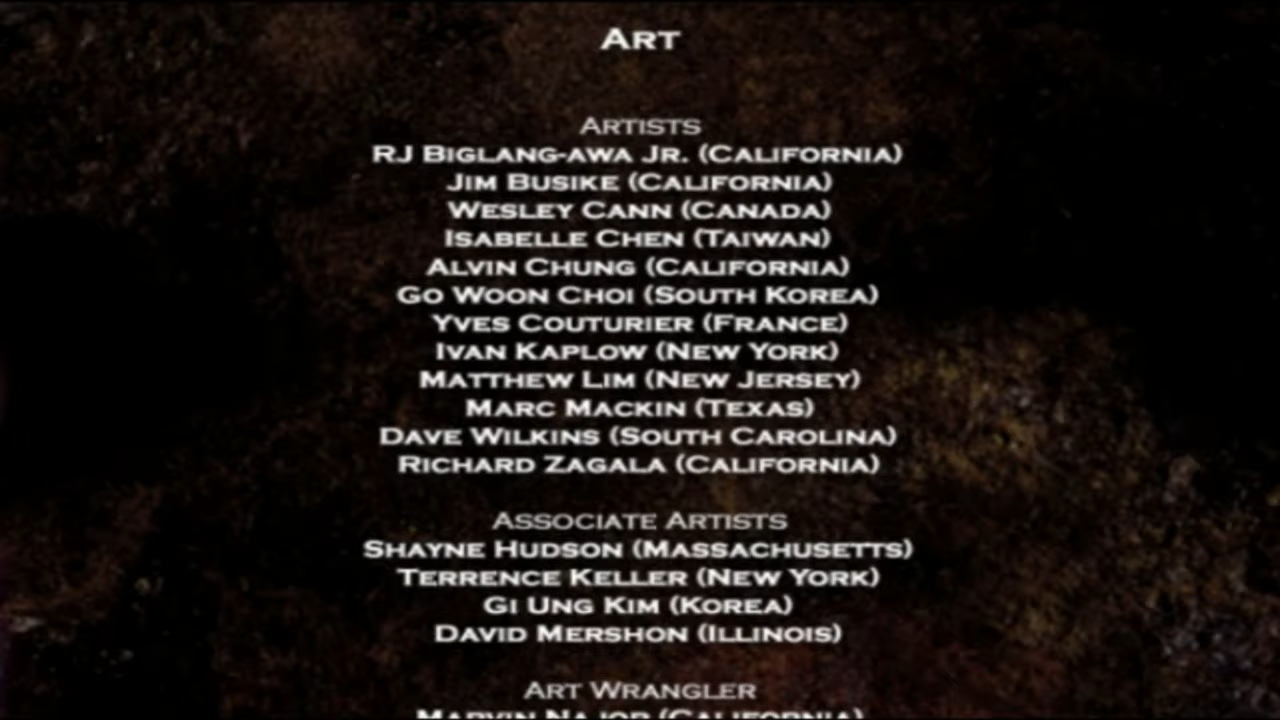 ART
ARTISTS
RJ BIGLANG-AWA JR. (CALIFORNIA)
JIM BUSIKE (CALIFORNIA)
WESLEY CANN (CANADA)
ISABELLE CHEN (TAIWAN)
ALVIN CHUNG (CALIFORNIA)
GO WOON CHOI (SOUTH KOREA)
YVES COUTURIER (FRANCE)
IVAN KAPLOW (NEW YORK)
MATTHEW LIM (NEW JERSEY)
MARC MACKIN (TEXAS)
DAVE WILKINS (SOUTH CAROLINA)
RICHARD ZAGALA (CALIFORNIA)
ASSOCIATE ARTISTS
SHAYNE HUDSON (MASSACHUSETTS)
TERRENCE KELLER (NEW YORK)
GI UNG KIM (KOREA)
DAVID MERSHON (ILLINOIS)
ART WRANGLER
MARVIN NAJOR (CALIFORNIA)